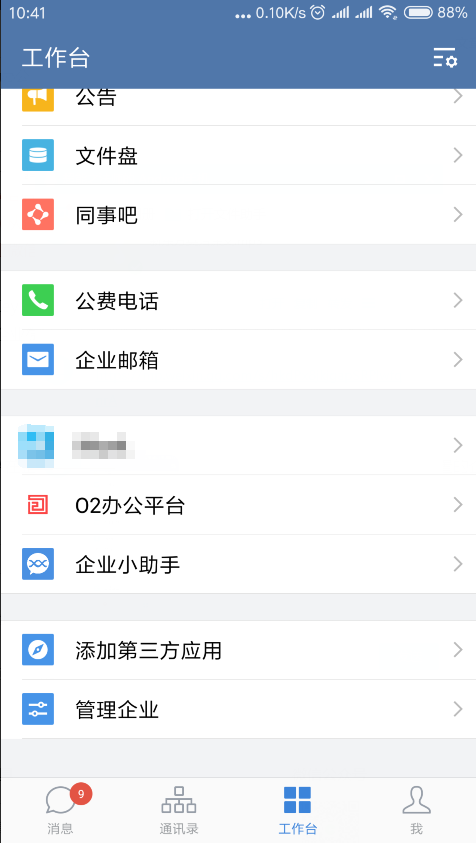 10:41
0.10K/s
88%
工作台
公告
文件盘
同事吧
公费电话
企业邮箱
O2办公平台
企业小助手
添加第三方应用
管理企业
9
消息
通讯录
工作台
我